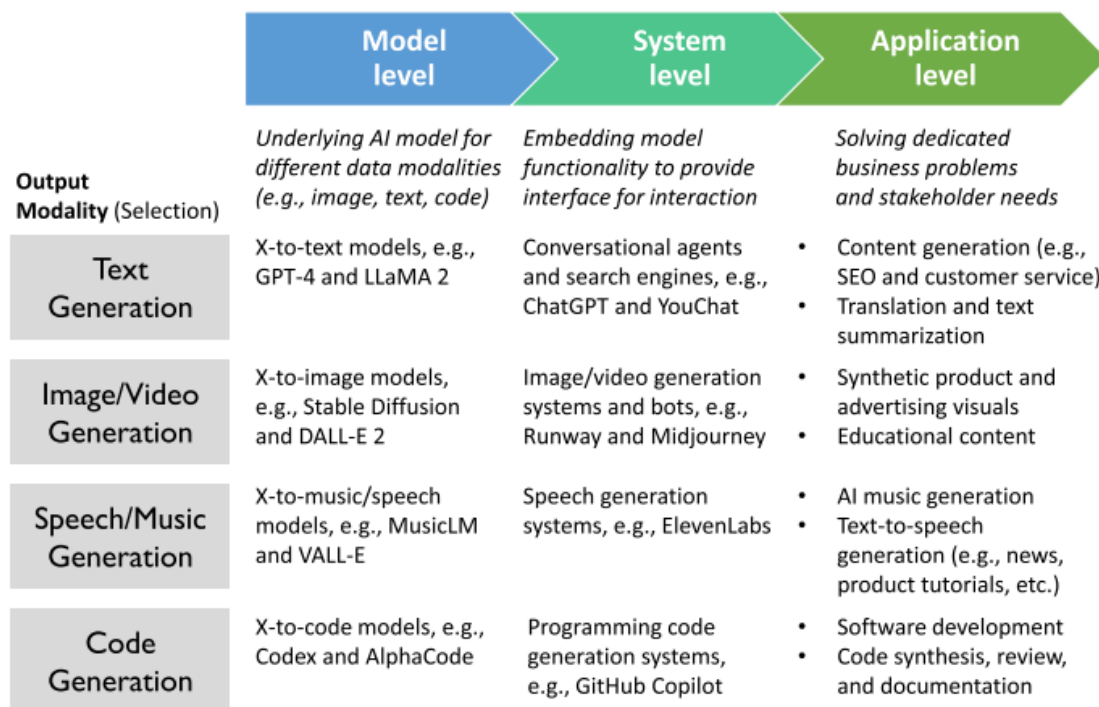 Model
level
System
level
Application
level
Underlying AI model for
different data modalities
(e.g., image, text, code)
Embedding model
functionality to provide
interface for interaction
Solving dedicated
business problems
and stakeholder needs
Output
Modality (Selection)
Text
Generation
X-to-text models, e.g.,
GPT-4 and LLaMA 2
Conversational agents
and search engines, e.g.,
ChatGPT and YouChat
• Content generation (e.g.,
SEO and customer service)
• Translation and text
summarization
Image/Video
Generation
X-to-image models,
e.g., Stable Diffusion
and DALL-E 2
Image/video generation
systems and bots, e.g.,
Runway and Midjourney
• Synthetic product and
advertising visuals
• Educational content
Speech/Music
Generation
X-to-music/speech
models, e.g., MusicLM
and VALL-E
Speech generation
systems, e.g., ElevenLabs
• AI music generation
• Text-to-speech
generation (e.g., news,
product tutorials, etc.)
Code
Generation
X-to-code models, e.g.,
Codex and AlphaCode
Programming code
generation systems,
e.g., GitHub Copilot
• Software development
• Code synthesis, review,
and documentation